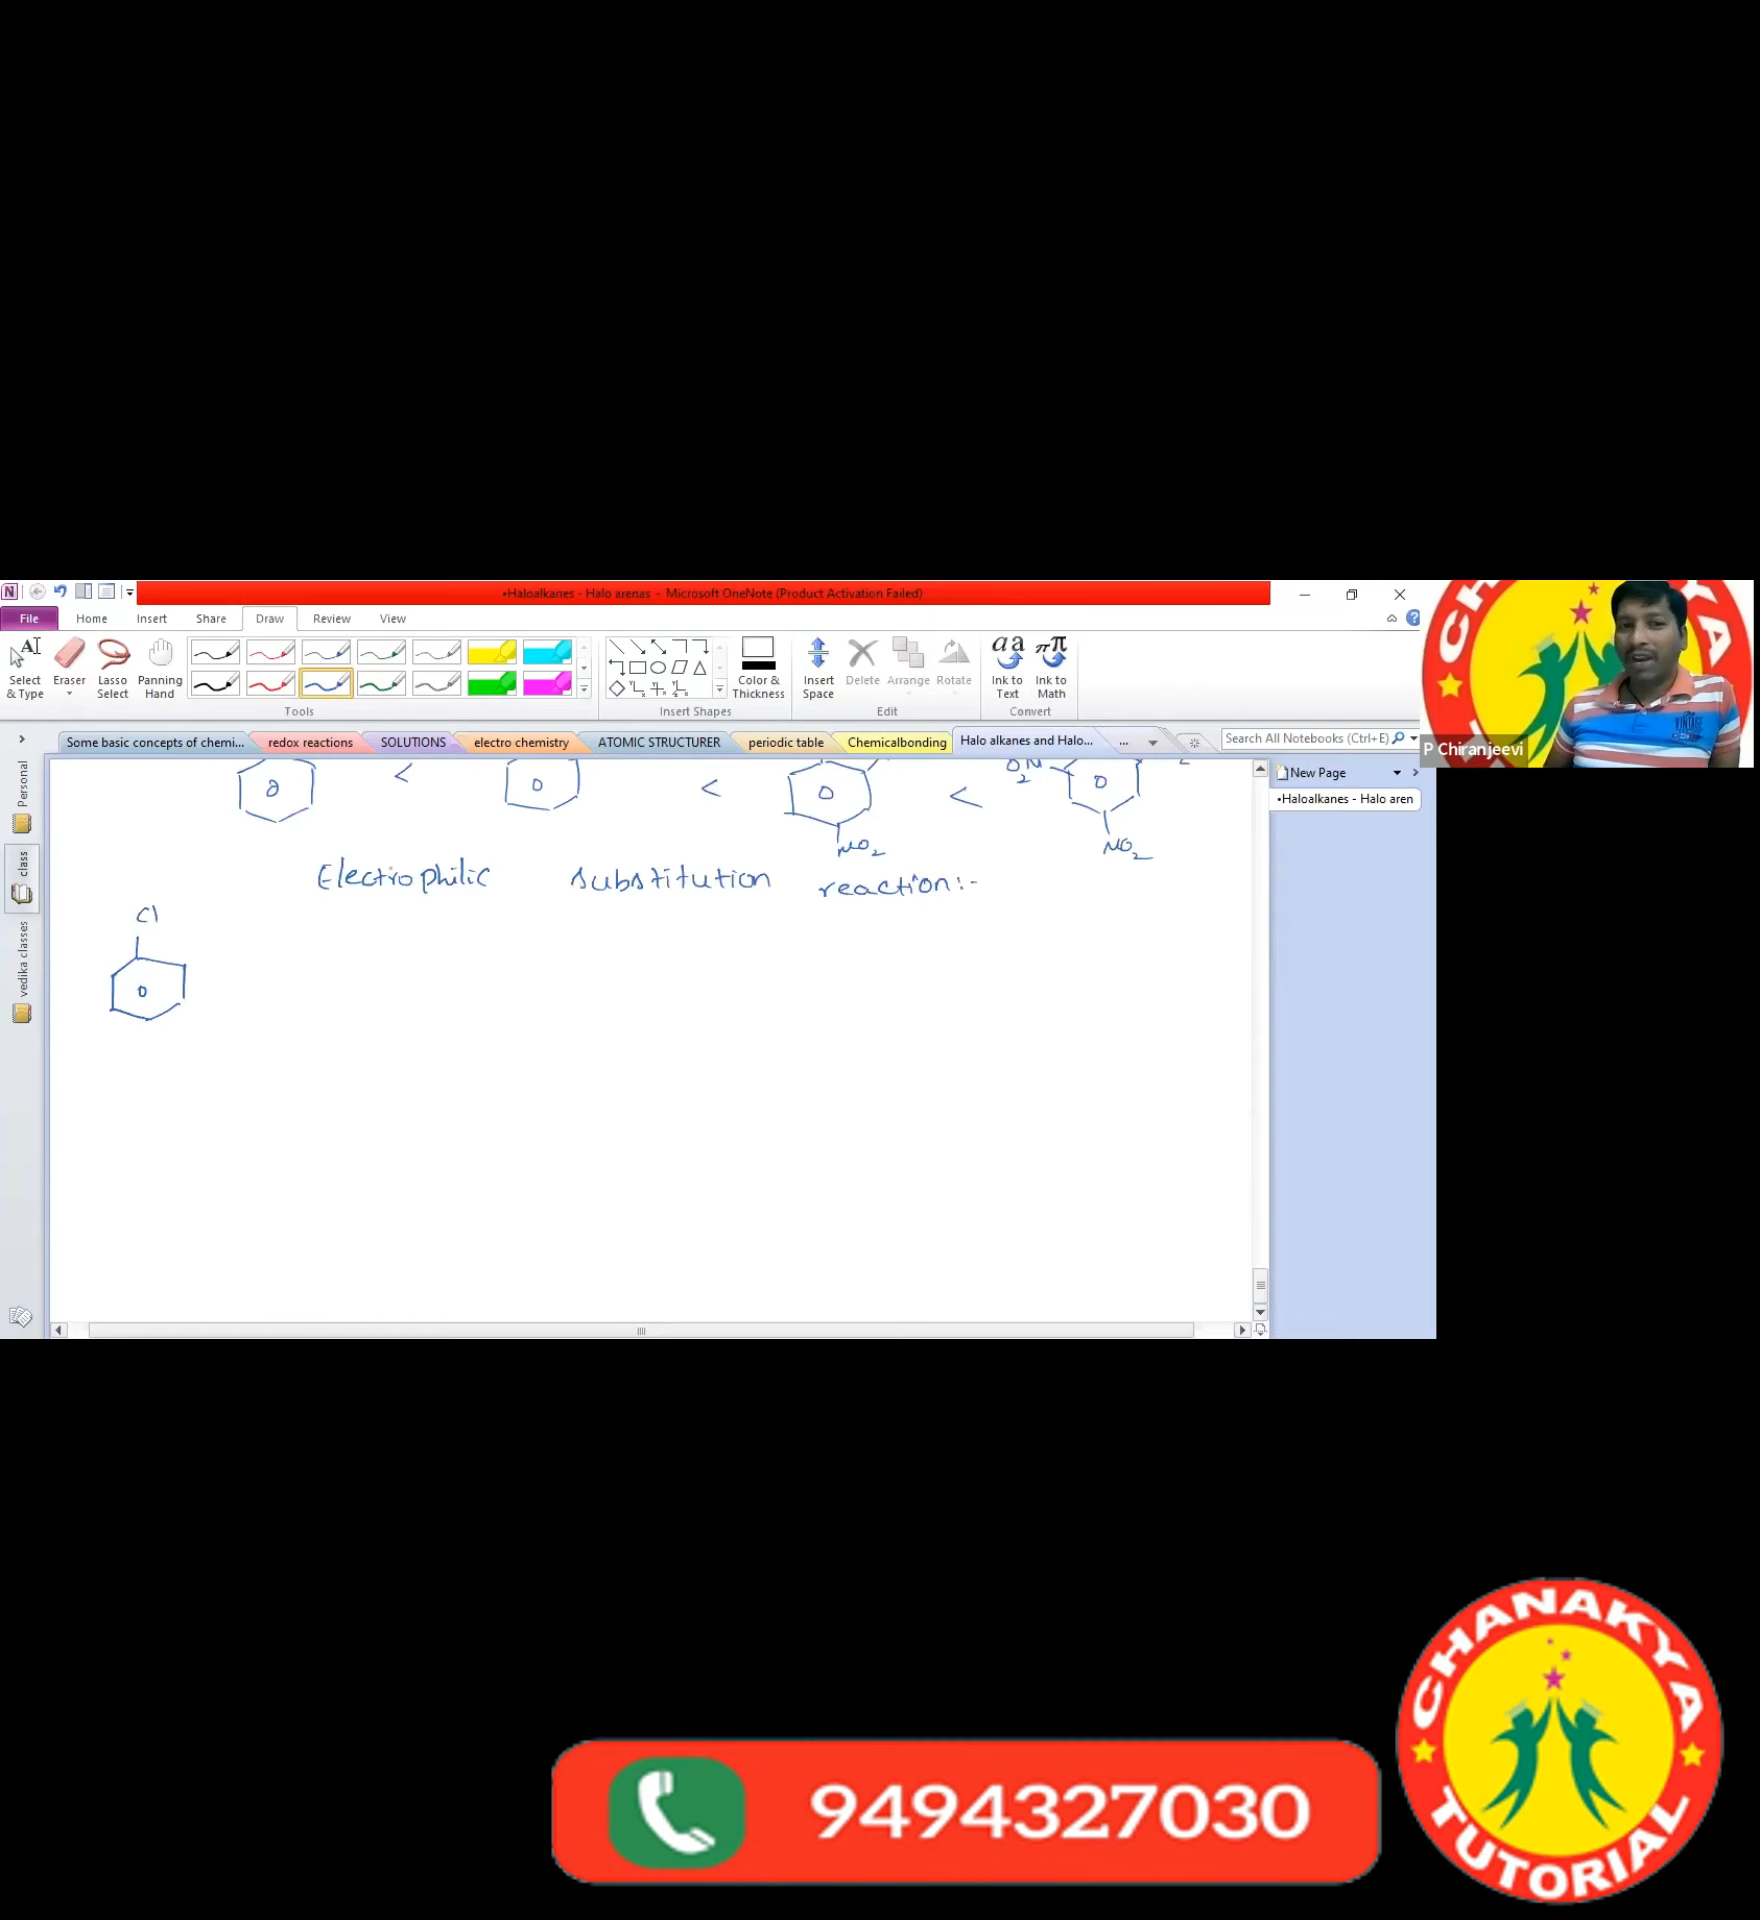 •Haloalkanes - Halo arenas - Microsoft OneNote (Product Activation Failed)
File Home Insert Share Draw Review View
Select & Type
Eraser
Lasso Select
Panning Hand
Color & Thickness
Insert Space
Delete
Arrange
Rotate
aa
Ink to Text
ππ
Ink to Math
Tools
Insert Shapes
Edit
Convert
Some basic concepts of chemi... redox reactions SOLUTIONS electro chemistry ATOMIC STRUCTURER periodic table Chemicalbonding Halo alkanes and Halo... ...
Search All Notebooks (Ctrl+E)
P Chiranjeevi
New Page
•Haloalkanes - Halo aren
Personal
class
vedika classes
< < <
O2N
NO2
NO2
Electrophilic substitution reaction:-
Cl
9494327030
CHANAKYA
TUTORIAL
VINTAGE